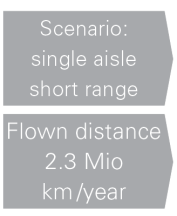 Scenario:
single aisle
short range
Flown distance
2.3 Mio
km/year